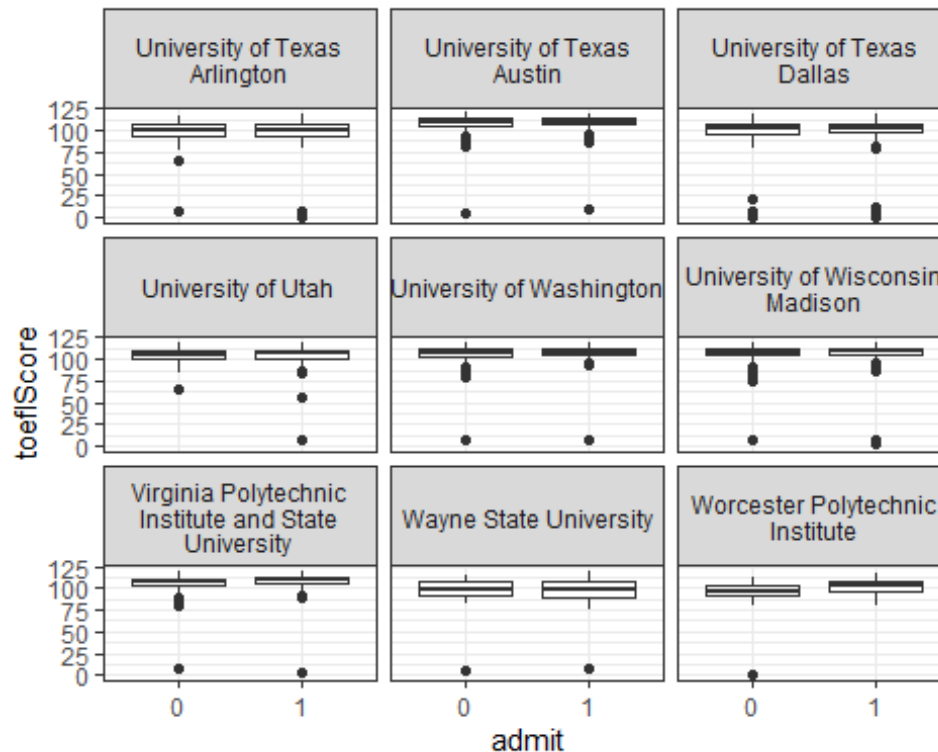 University of Texas
Arlington
University of Texas
Austin
University of Texas
Dallas
125
100
75
50
25
0
University of Utah
University of Washington
University of Wisconsin
Madison
125
100
75
50
25
0
toeflScore
Virginia Polytechnic
Institute and State
University
Wayne State University
Worcester Polytechnic
Institute
125
100
75
50
25
0
0 1 0 1 0 1
admit